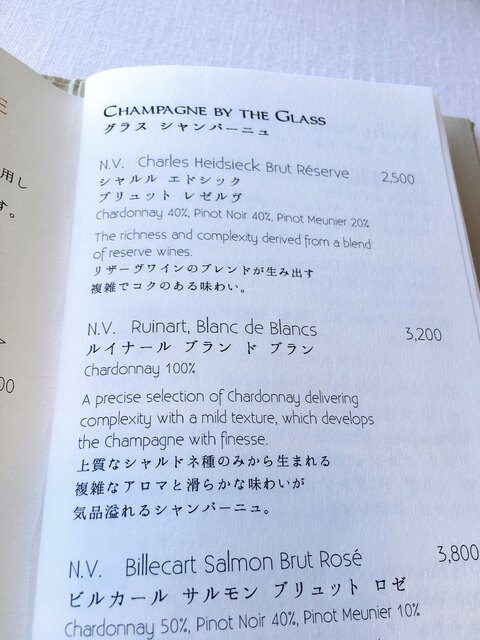 CHAMPAGNE BY THE GLASS
グラス シャンパーニュ
N.V. Charles Heidsieck Brut Réserve 2,500
シャルル エドシック
ブリュット レゼルヴ
Chardonnay 40%, Pinot Noir 40%, Pinot Meunier 20%
The richness and complexity derived from a blend
of reserve wines.
リザーヴワインのブレンドが生み出す
複雑でコクのある味わい。
N.V. Ruinart, Blanc de Blancs 3,200
ルイナール ブラン ド ブラン
Chardonnay 100%
A precise selection of Chardonnay delivering
complexity with a mild texture, which develops
the Champagne with finesse.
上質なシャルドネ種のみから生まれる
複雑なアロマと滑らかな味わいが
気品溢れるシャンパーニュ。
N.V. Billecart Salmon Brut Rosé 3,800
ビルカール サルモン ブリュット ロゼ
Chardonnay 50%, Pinot Noir 40%, Pinot Meunier 10%